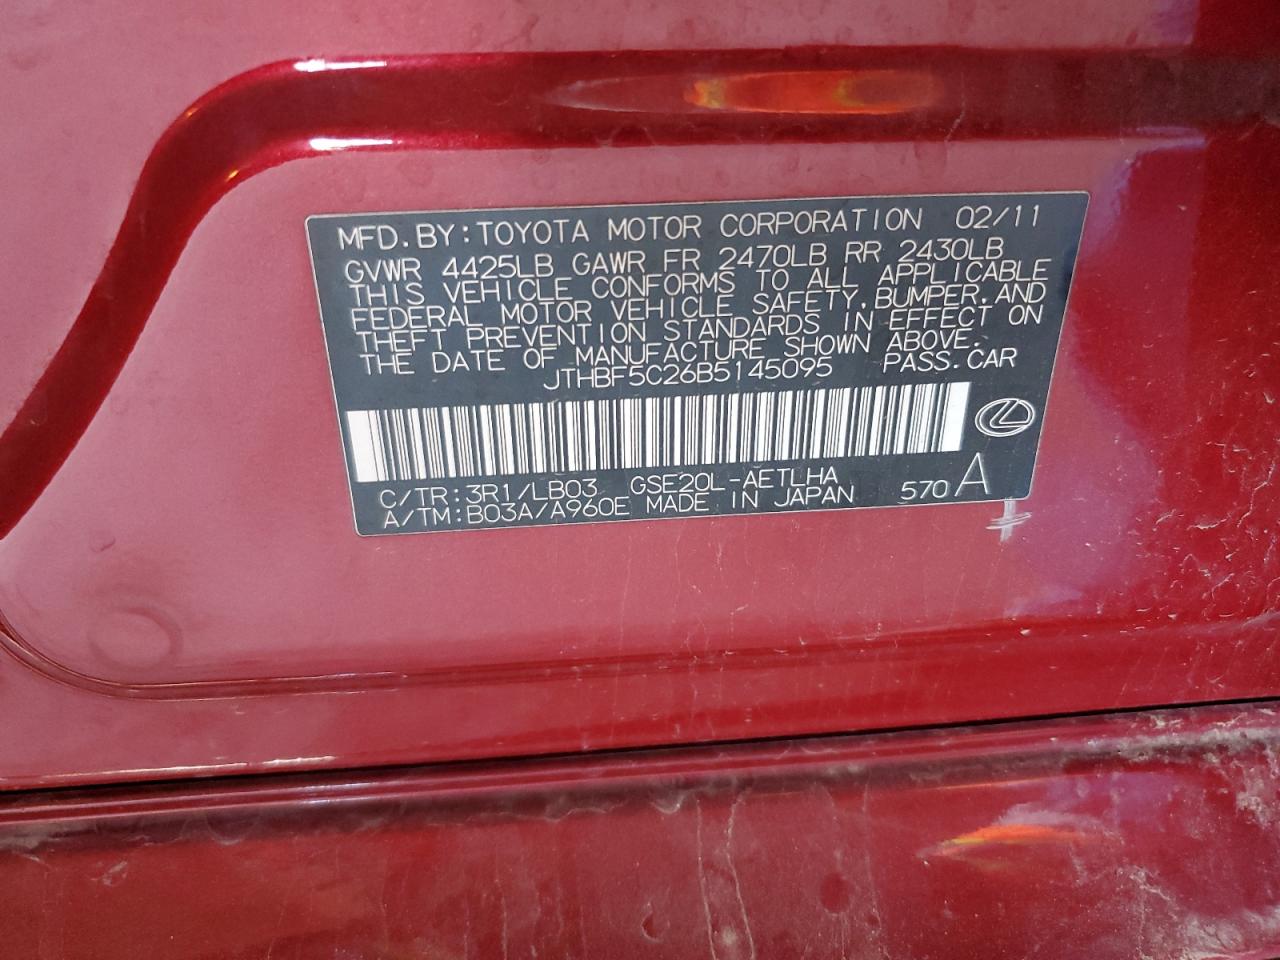 MFD.BY:TOYOTA MOTOR CORPORATION 02/11
GVWR 4425LB GAWR FR 2470LB RR 2430LB
THIS VEHICLE CONFORMS TO ALL APPLICABLE
FEDERAL MOTOR VEHICLE SAFETY,BUMPER,AND
THEFT PREVENTION STANDARDS IN EFFECT ON
THE DATE OF MANUFACTURE SHOWN ABOVE.
JTHBF5C26B5145095 PASS.CAR
C/TR:3R1/LB03 GSE20L-AETLHA
A/TM:B03A/A960E MADE IN JAPAN 570 A